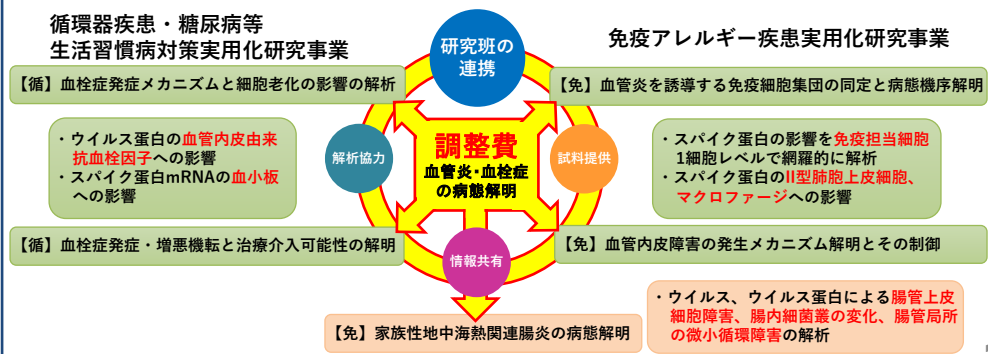 循環器疾患・糖尿病等
生活習慣病対策実用化研究事業
研究班の
連携
免疫アレルギー疾患実用化研究事業
【循】血栓症発症メカニズムと細胞老化の影響の解析
【免】血管炎を誘導する免疫細胞集団の同定と病態機序解明
・ウイルス蛋白の血管内皮由来
抗血栓因子への影響
・スパイク蛋白mRNAの血小板
への影響
解析協力
調整費
血管炎・血栓症
の病態解明
試料提供
・スパイク蛋白の影響を免疫担当細胞
1細胞レベルで網羅的に解析
・スパイク蛋白のII型肺胞上皮細胞、
マクロファージへの影響
【循】血栓症発症・増悪機転と治療介入可能性の解明
情報共有
【免】血管内皮障害の発生メカニズム解明とその制御
【免】家族性地中海熱関連腸炎の病態解明
・ウイルス、ウイルス蛋白による腸管上皮
細胞障害、腸内細菌叢の変化、腸管局所
の微小循環障害の解析